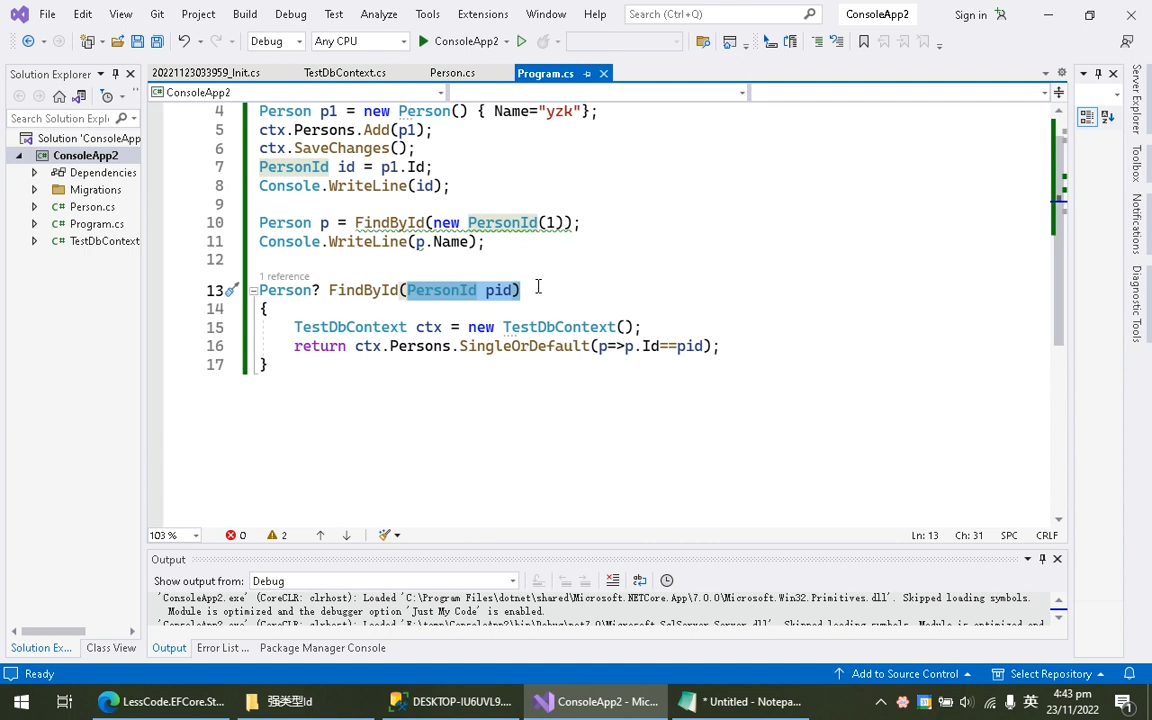 File Edit View Git Project Build Debug Test Analyze Tools Extensions Window Help Search (Ctrl+Q) ConsoleApp2 Sign in
Debug Any CPU ConsoleApp2
Solution Explorer
20221123033959_Init.cs TestDbContext.cs Person.cs Program.cs
ConsoleApp2
Search Solution Explo
Solution 'ConsoleApp
ConsoleApp2
Dependencies
Migrations
Person.cs
Program.cs
TestDbContext
4 Person p1 = new Person() { Name="yzk"};
5 ctx.Persons.Add(p1);
6 ctx.SaveChanges();
7 PersonId id = p1.Id;
8 Console.WriteLine(id);
9
10 Person p = FindById(new PersonId(1));
11 Console.WriteLine(p.Name);
12
1 reference
13 Person? FindById(PersonId pid)
14 {
15 TestDbContext ctx = new TestDbContext();
16 return ctx.Persons.SingleOrDefault(p=>p.Id==pid);
17 }
Server Explorer
Toolbox
Notifications
Diagnostic Tools
103 % 0 2 Ln: 13 Ch: 31 SPC CRLF
Output
Show output from: Debug
'ConsoleApp2.exe' (CoreCLR: clrhost): Loaded 'C:\Program Files\dotnet\shared\Microsoft.NETCore.App\7.0.0\Microsoft.Win32.Primitives.dll'. Skipped loading symbols.
Module is optimized and the debugger option 'Just My Code' is enabled.
Solution Ex... Class View Output Error List ... Package Manager Console
Ready Add to Source Control Select Repository
LessCode.EFCore.St... 强类型Id DESKTOP-IU6UVL9.... ConsoleApp2 - Mic... * Untitled - Notepa... 英 4:43 pm
23/11/2022
1